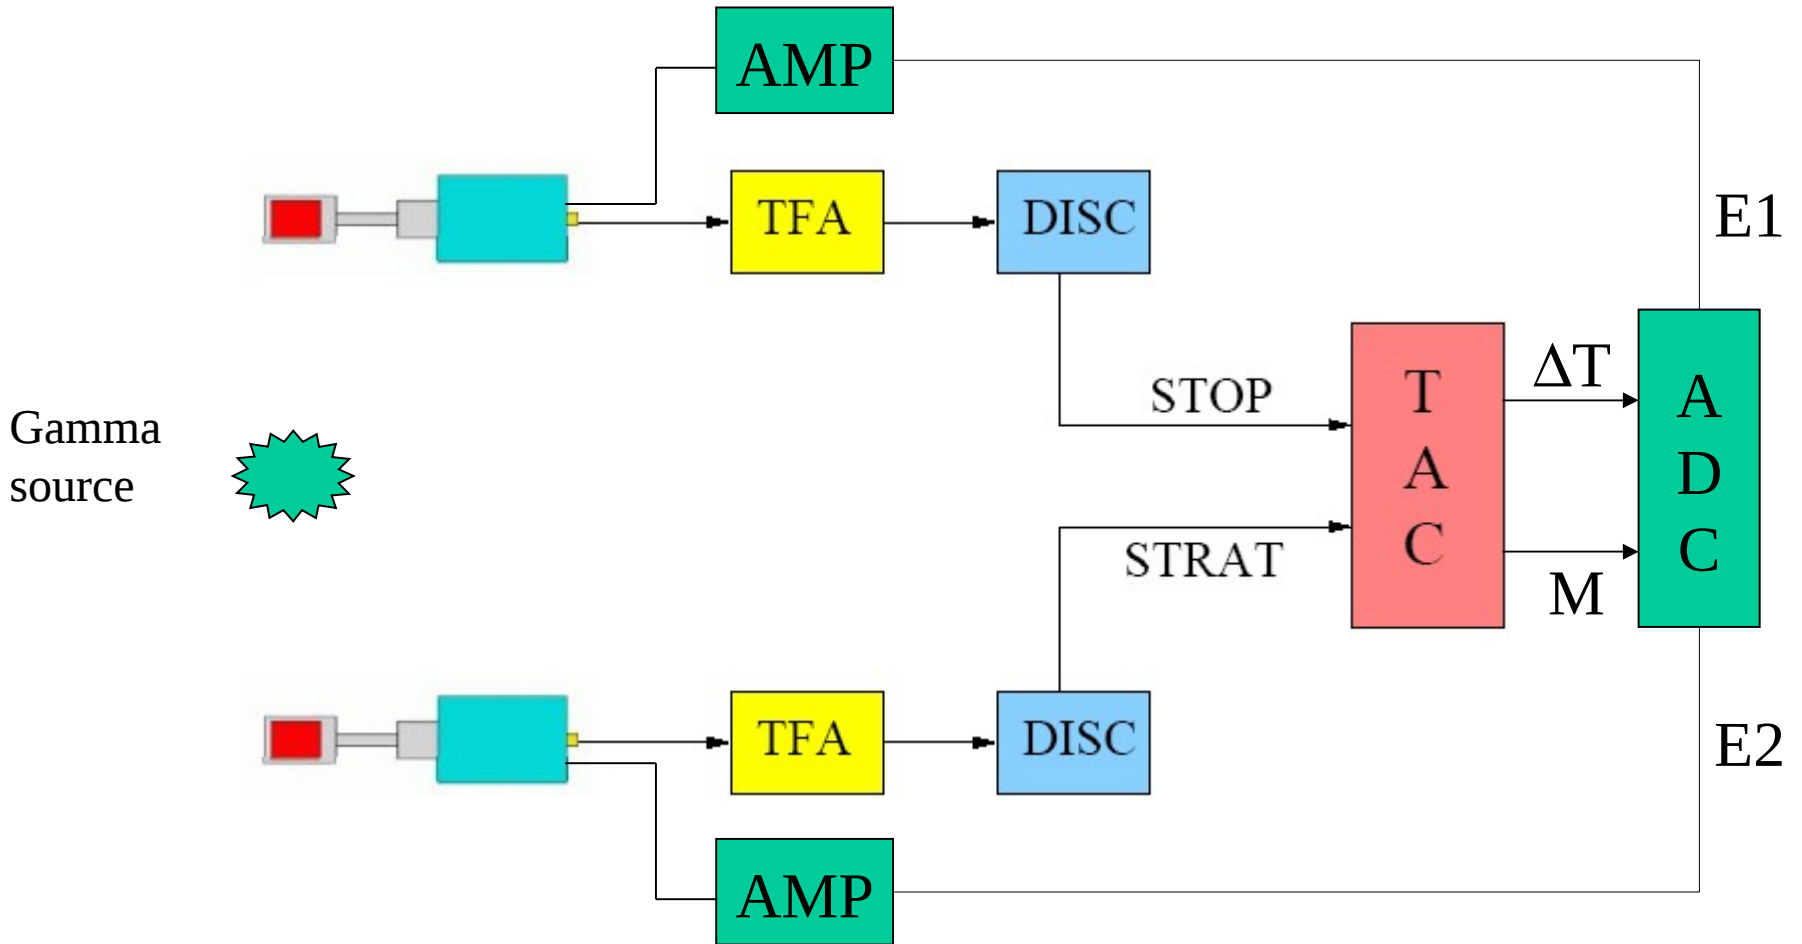 AMP
TFA
DISC
E1
STOP
ΔT
T
A
C
A
D
C
Gamma
source
STRAT
M
TFA
DISC
E2
AMP